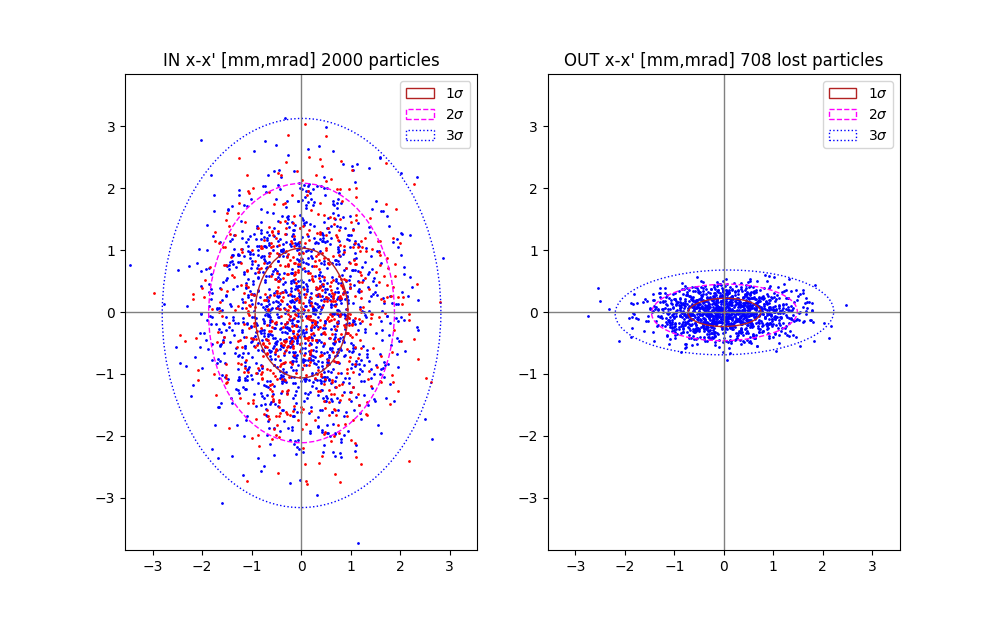 IN x-x' [mm,mrad] 2000 particles
1σ
2σ
3σ
3
2
1
0
−1
−2
−3
−3 −2 −1 0 1 2 3
OUT x-x' [mm,mrad] 708 lost particles
1σ
2σ
3σ
3
2
1
0
−1
−2
−3
−3 −2 −1 0 1 2 3